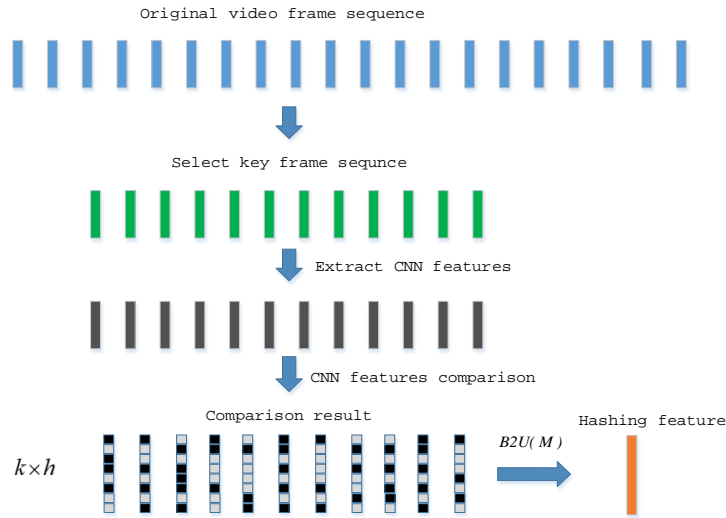 Original video frame sequence
Select key frame sequnce
Extract CNN features
CNN features comparison
Comparison result
Hashing feature
B2U( M )
k×h